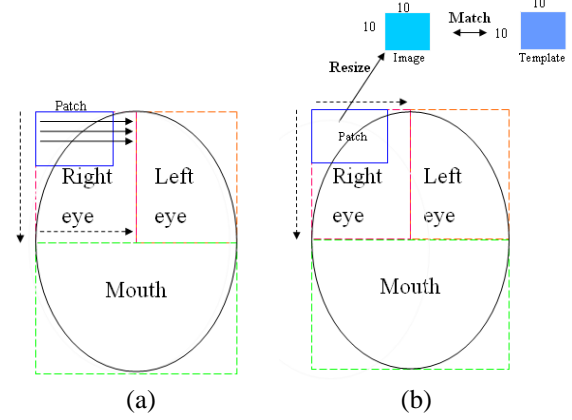 Patch
Right
eye
Left
eye
Mouth
(a)
10
10
Image
Match
10
10
Template
Resize
Patch
Right
eye
Left
eye
Mouth
(b)